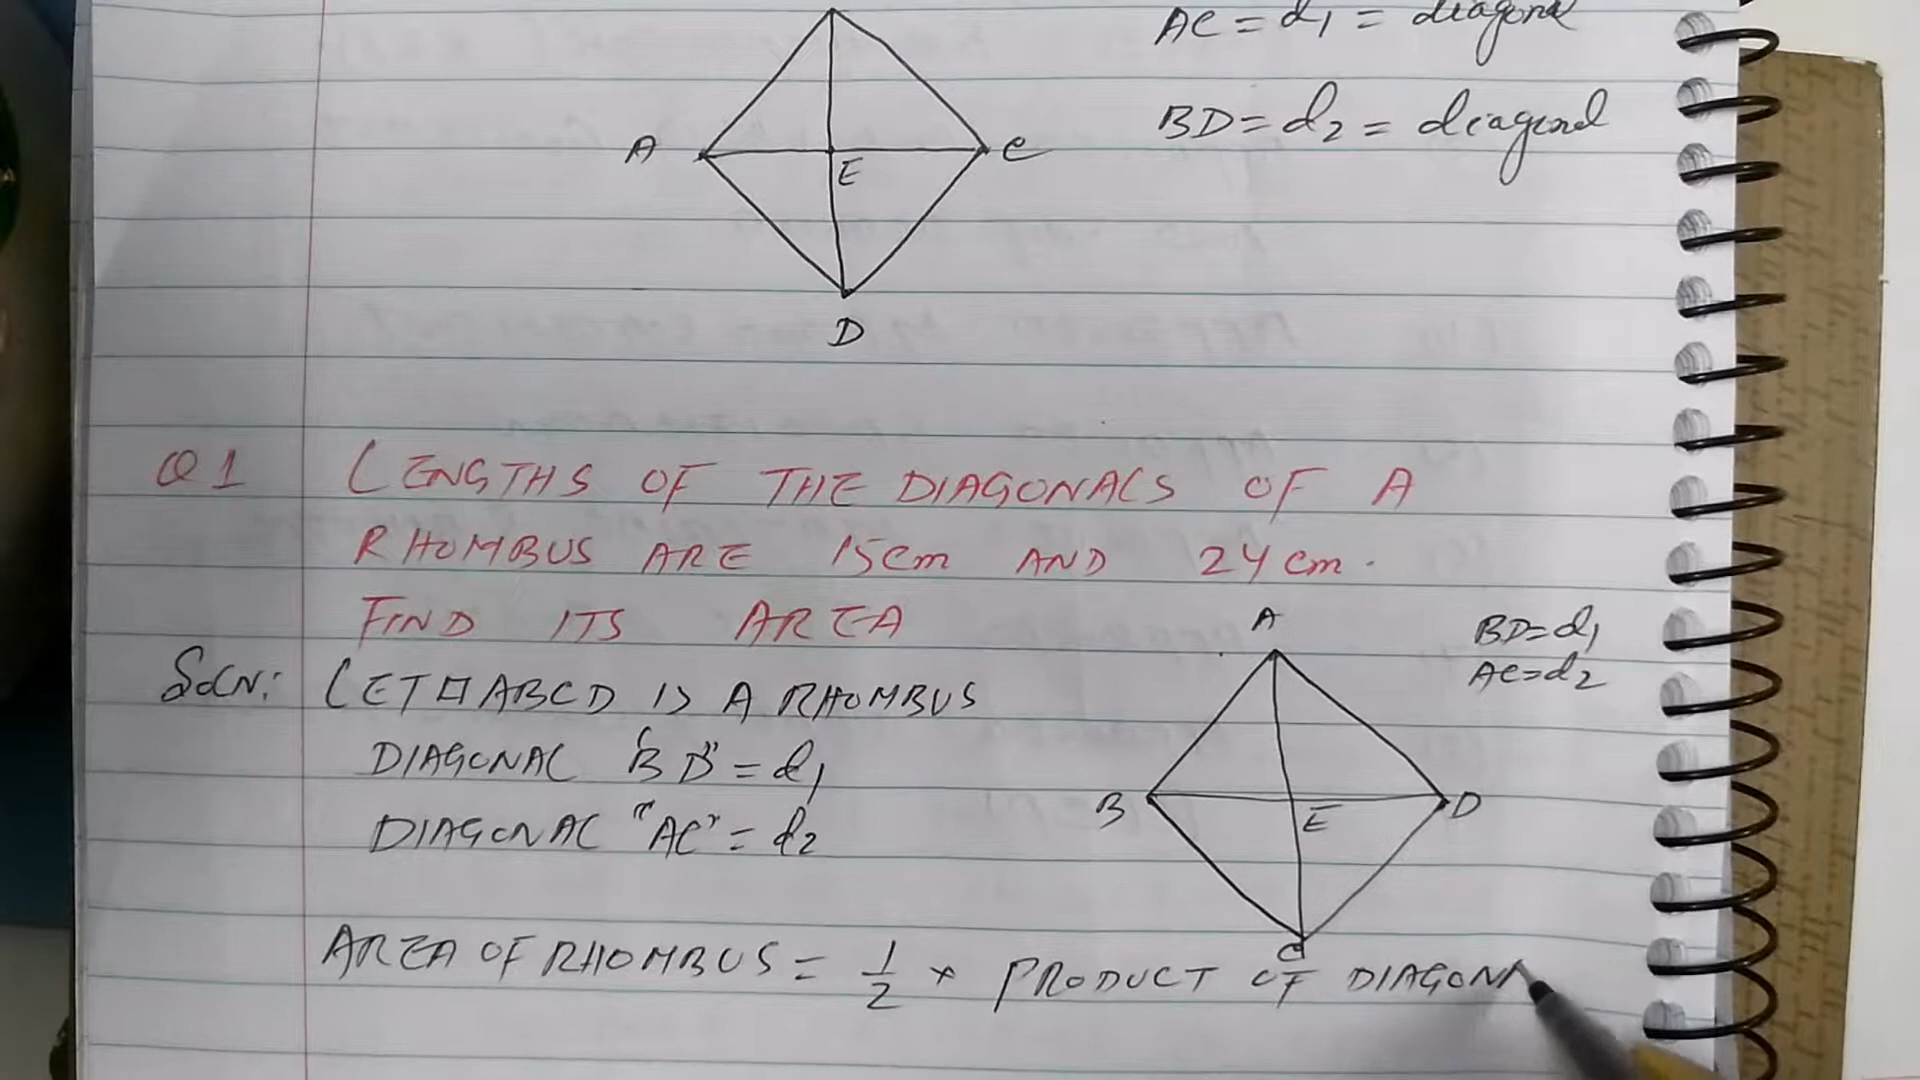 AC = d1 = diagonal
BD = d2 = diagonal
A
C
E
D
Q1 LENGTHS OF THE DIAGONALS OF A
RHOMBUS ARE 15cm AND 24cm.
FIND ITS AREA
SOLN: LET □ABCD IS A RHOMBUS
DIAGONAL "BD" = d1
DIAGONAL "AC" = d2
A
BD=d1
AC=d2
B
E
D
C
AREA OF RHOMBUS = 1/2 × PRODUCT OF DIAGON